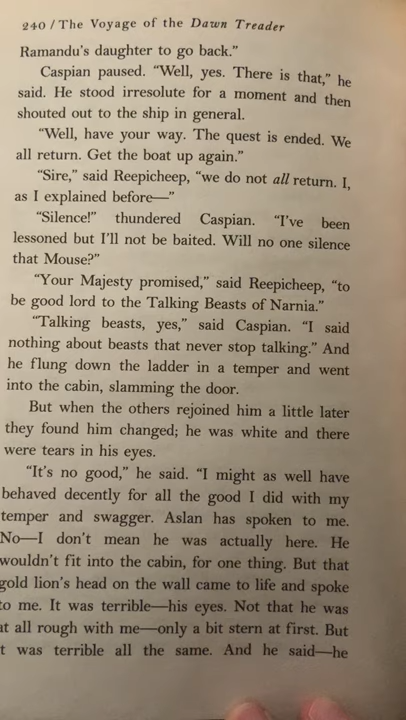 240 / The Voyage of the Dawn Treader
Ramandu's daughter to go back."
Caspian paused. "Well, yes. There is that," he
said. He stood irresolute for a moment and then
shouted out to the ship in general.
"Well, have your way. The quest is ended. We
all return. Get the boat up again."
"Sire," said Reepicheep, "we do not all return. I,
as I explained before—"
"Silence!" thundered Caspian. "I've been
lessoned but I'll not be baited. Will no one silence
that Mouse?"
"Your Majesty promised," said Reepicheep, "to
be good lord to the Talking Beasts of Narnia."
"Talking beasts, yes," said Caspian. "I said
nothing about beasts that never stop talking." And
he flung down the ladder in a temper and went
into the cabin, slamming the door.
But when the others rejoined him a little later
they found him changed; he was white and there
were tears in his eyes.
"It's no good," he said. "I might as well have
behaved decently for all the good I did with my
temper and swagger. Aslan has spoken to me.
No—I don't mean he was actually here. He
wouldn't fit into the cabin, for one thing. But that
gold lion's head on the wall came to life and spoke
to me. It was terrible—his eyes. Not that he was
at all rough with me—only a bit stern at first. But
t was terrible all the same. And he said—he